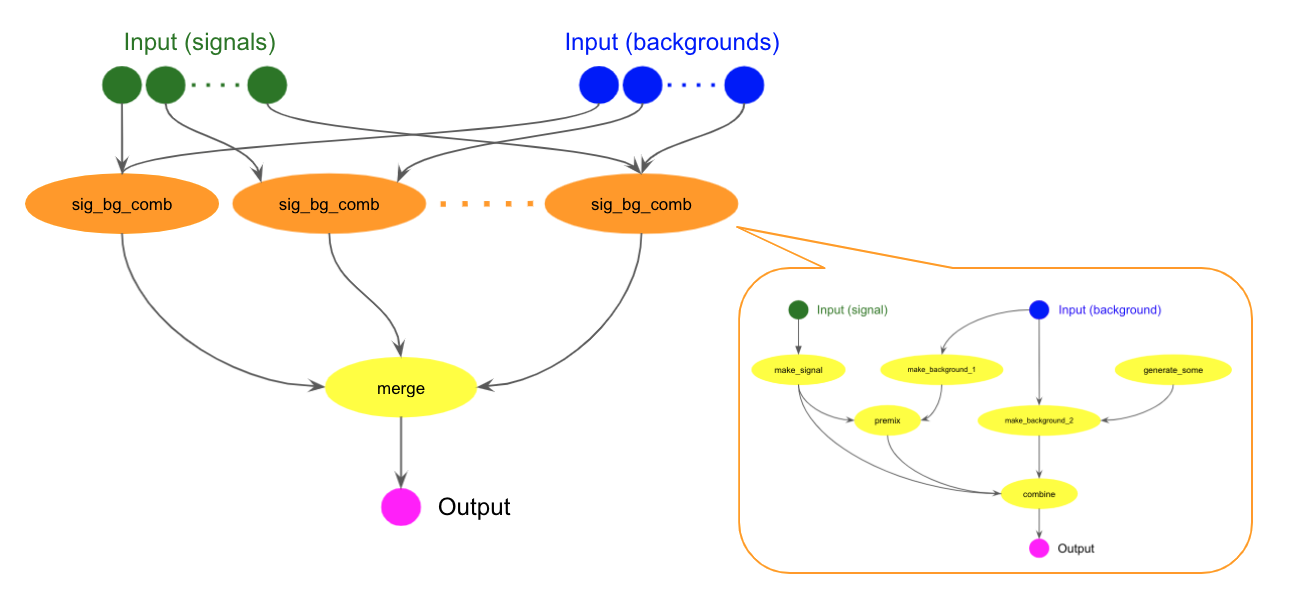 Input (signals)
Input (backgrounds)
sig_bg_comb
sig_bg_comb
sig_bg_comb
merge
Output
Input (signal)
Input (background)
make_signal
make_background_1
generate_some
premix
make_background_2
combine
Output